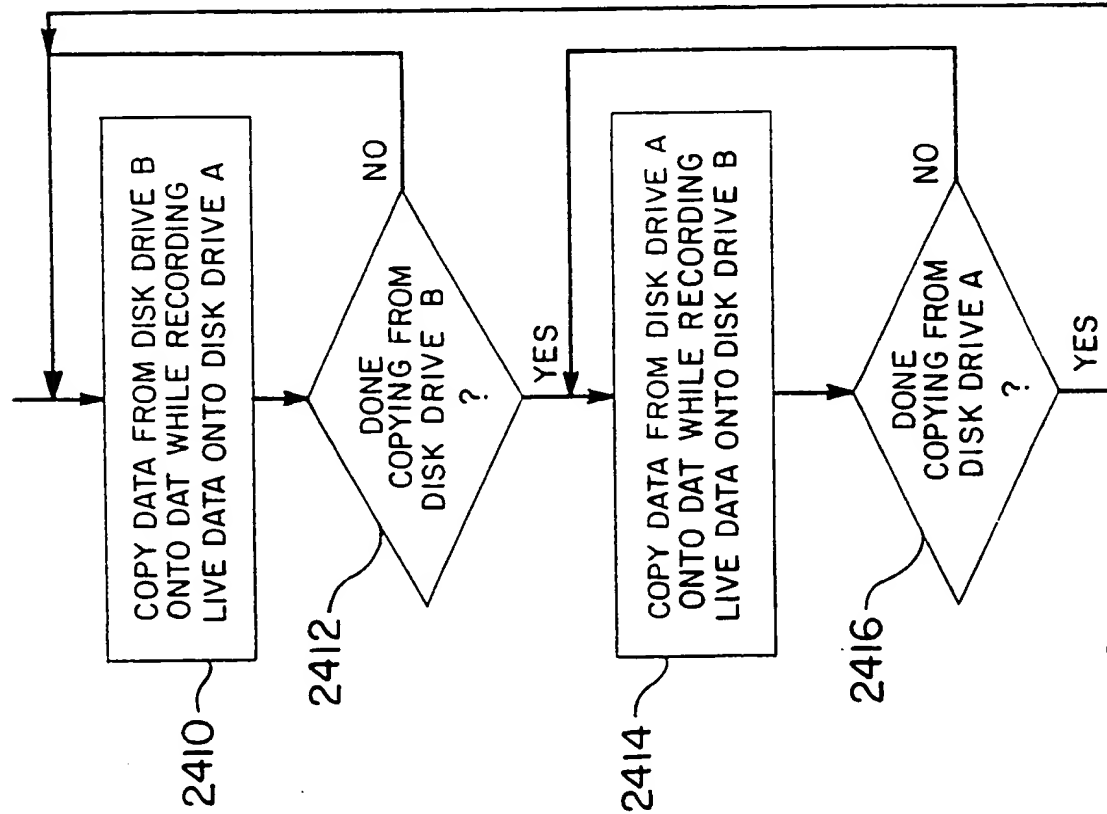 COPY DATA FROM DISK DRIVE B
ONTO DAT WHILE RECORDING
LIVE DATA ONTO DISK DRIVE A
2410
DONE
COPYING FROM
DISK DRIVE B
?
NO
YES
2412
COPY DATA FROM DISK DRIVE A
ONTO DAT WHILE RECORDING
LIVE DATA ONTO DISK DRIVE B
2414
DONE
COPYING FROM
DISK DRIVE A
?
NO
YES
2416